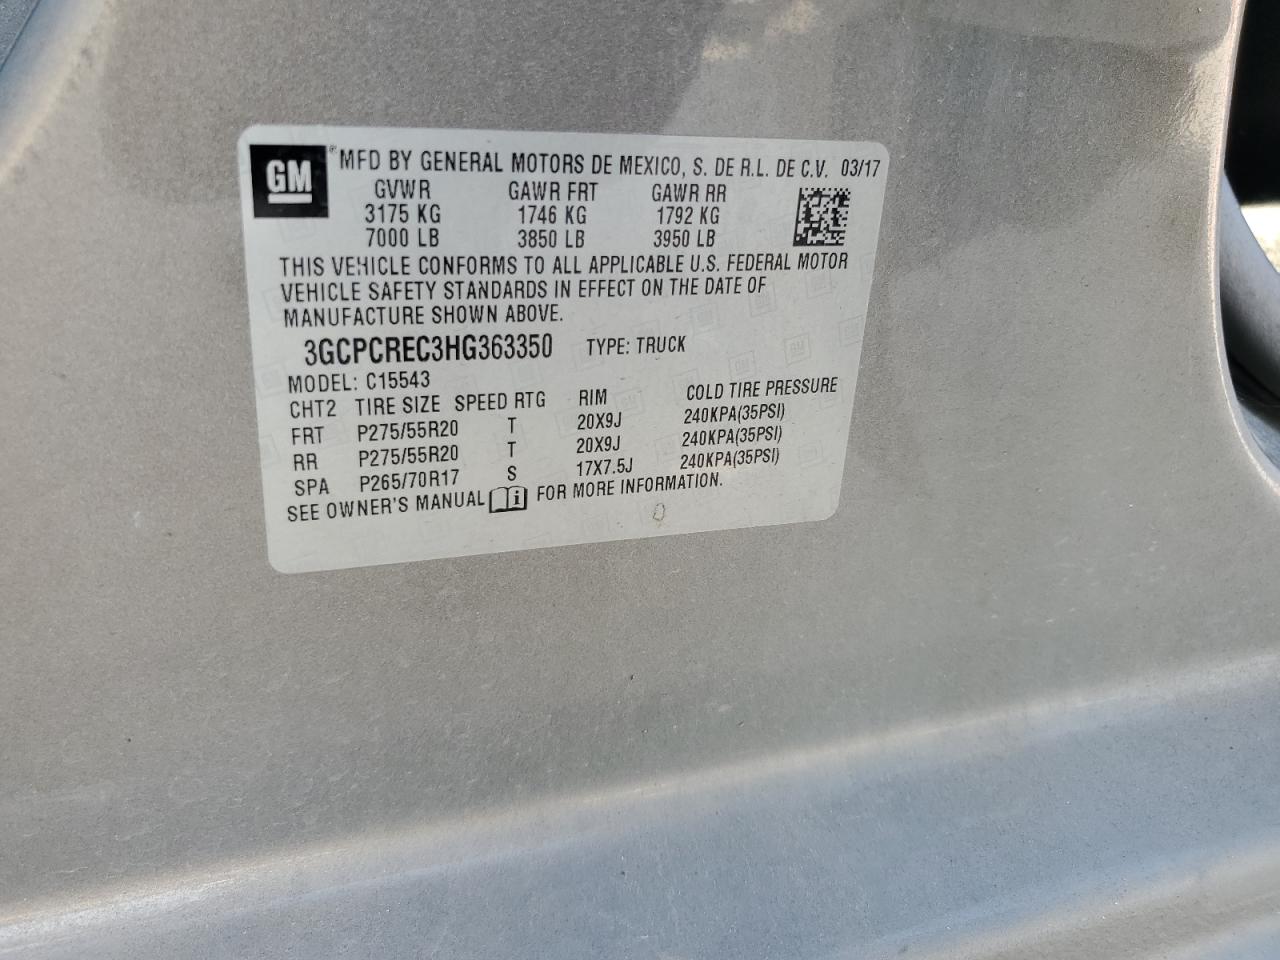 GM ® MFD BY GENERAL MOTORS DE MEXICO, S. DE R.L. DE C.V. 03/17
GVWR GAWR FRT GAWR RR
3175 KG 1746 KG 1792 KG
7000 LB 3850 LB 3950 LB
THIS VEHICLE CONFORMS TO ALL APPLICABLE U.S. FEDERAL MOTOR
VEHICLE SAFETY STANDARDS IN EFFECT ON THE DATE OF
MANUFACTURE SHOWN ABOVE.
3GCPCREC3HG363350 TYPE: TRUCK
MODEL: C15543
CHT2 TIRE SIZE SPEED RTG RIM COLD TIRE PRESSURE
FRT P275/55R20 T 20X9J 240KPA(35PSI)
RR P275/55R20 T 20X9J 240KPA(35PSI)
SPA P265/70R17 S 17X7.5J 240KPA(35PSI)
SEE OWNER'S MANUAL i FOR MORE INFORMATION.